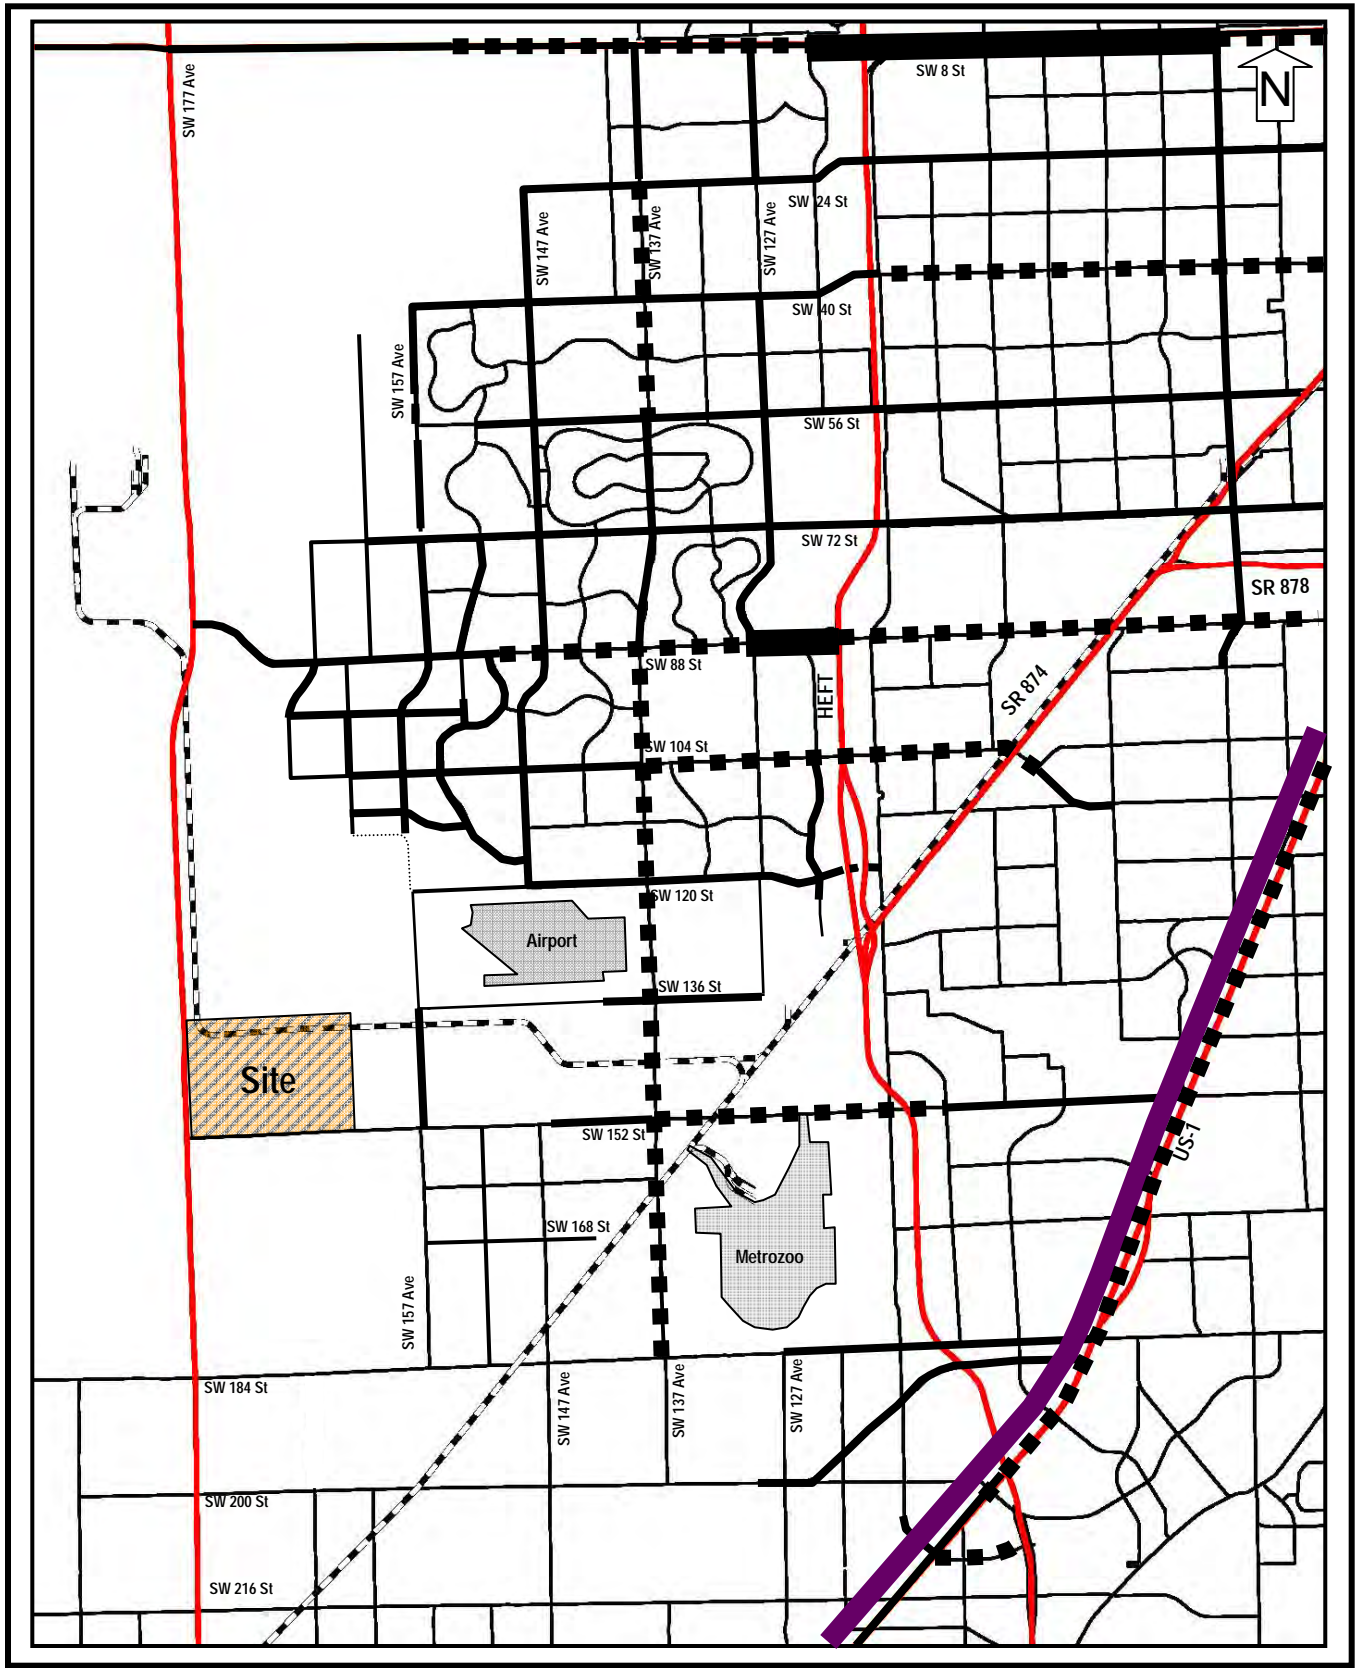 SW 8 St
N
SW 177 Ave
SW 24 St
SW 147 Ave
SW 137 Ave
SW 127 Ave
SW 40 St
SW 157 Ave
SW 56 St
SW 72 St
SR 878
SW 88 St
HEFT
SR 874
SW 104 St
SW 120 St
Airport
SW 136 St
Site
SW 152 St
US-1
SW 168 St
Metrozoo
SW 157 Ave
SW 184 St
SW 147 Ave
SW 137 Ave
SW 127 Ave
SW 200 St
SW 216 St